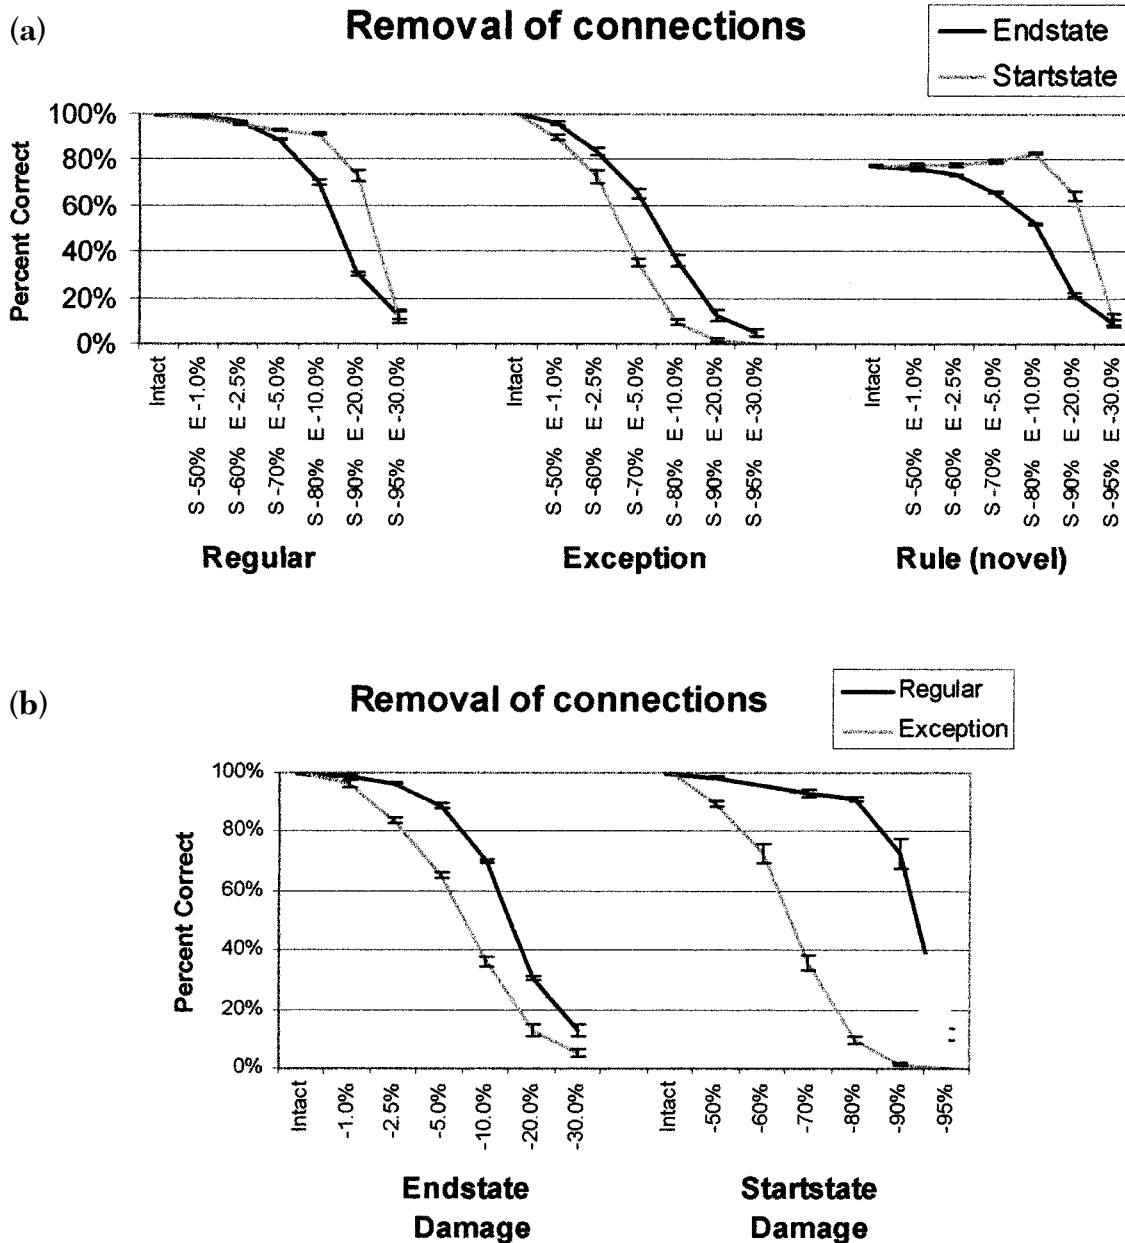 (a)
Removal of connections
Endstate
Startstate
Percent Correct
100%
80%
60%
40%
20%
0%
Intact
S -50% E -1.0%
S -60% E -2.5%
S -70% E -5.0%
S -80% E -10.0%
S -90% E -20.0%
S -95% E -30.0%
Regular
Intact
S -50% E -1.0%
S -60% E -2.5%
S -70% E -5.0%
S -80% E -10.0%
S -90% E -20.0%
S -95% E -30.0%
Exception
Intact
S -50% E -1.0%
S -60% E -2.5%
S -70% E -5.0%
S -80% E -10.0%
S -90% E -20.0%
S -95% E -30.0%
Rule (novel)
(b)
Removal of connections
Regular
Exception
Percent Correct
100%
80%
60%
40%
20%
0%
Intact
-1.0%
-2.5%
-5.0%
-10.0%
-20.0%
-30.0%
Endstate
Damage
Intact
-50%
-60%
-70%
-80%
-90%
-95%
Startstate
Damage